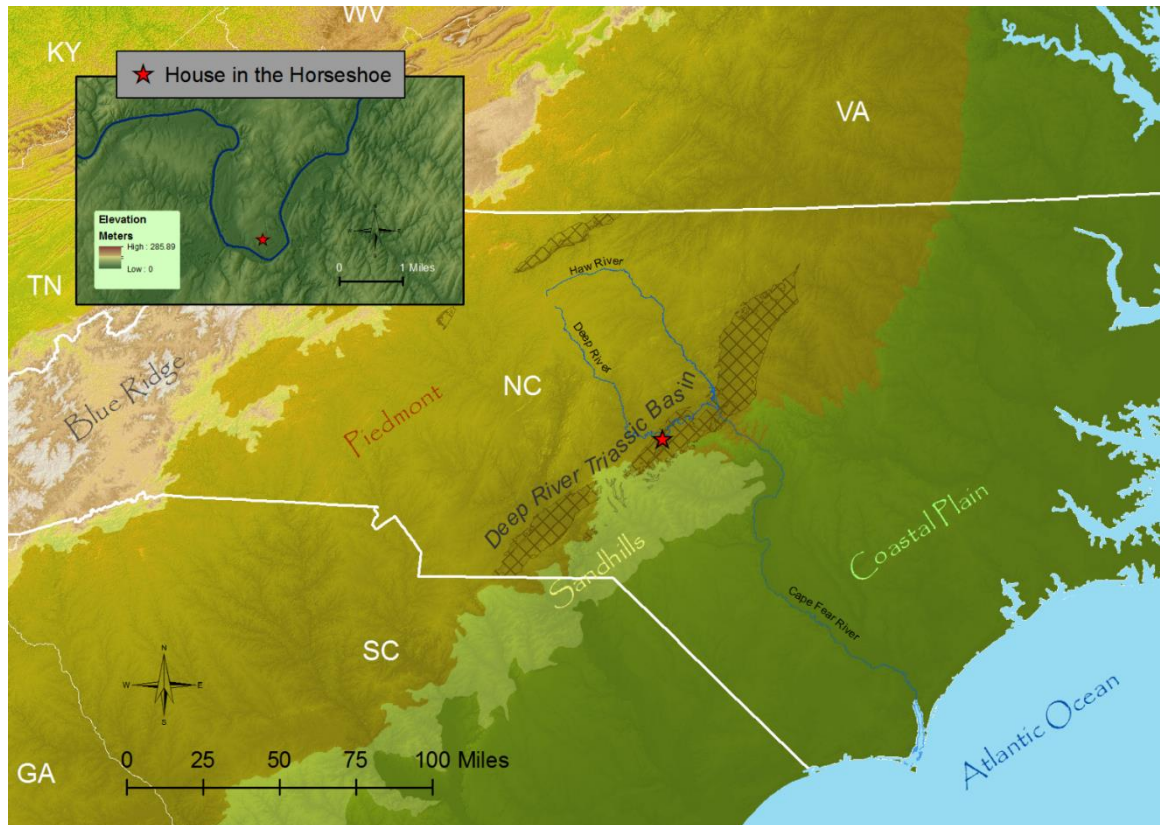 WV
KY
House in the Horseshoe
VA
Elevation
Meters
High : 285.89
Low : 0
0 1 Miles
TN
Haw River
Deep River
Blue Ridge
Piedmont
NC
Deep River Triassic Basin
Sandhills
Coastal Plain
Cape Fear River
SC
N
W E
S
0 25 50 75 100 Miles
GA
Atlantic Ocean